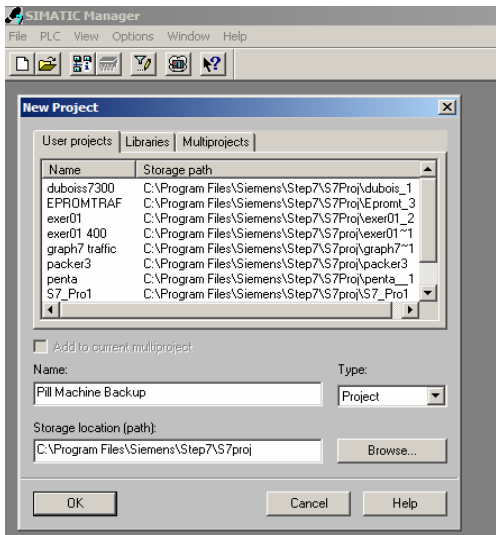 SIMATIC Manager
File PLC View Options Window Help
New Project
User projects Libraries Multiprojects
Name Storage path
duboiss7300 C:\Program Files\Siemens\Step7\S7Proj\dubois_1
EPROMTRAF C:\Program Files\Siemens\Step7\S7Proj\Epromt_3
exer01 C:\Program Files\Siemens\Step7\S7Proj\exer01_2
exer01 400 C:\Program Files\Siemens\Step7\S7proj\exer01~1
graph7 traffic C:\Program Files\Siemens\Step7\S7proj\graph7~1
packer3 C:\Program Files\Siemens\Step7\S7proj\packer3
penta C:\Program Files\Siemens\Step7\S7proj\penta__1
S7_Pro1 C:\Program Files\Siemens\Step7\S7proj\S7_Pro1
Add to current multiproject
Name: Type:
Pill Machine Backup Project
Storage location (path):
C:\Program Files\Siemens\Step7\S7proj Browse...
OK Cancel Help